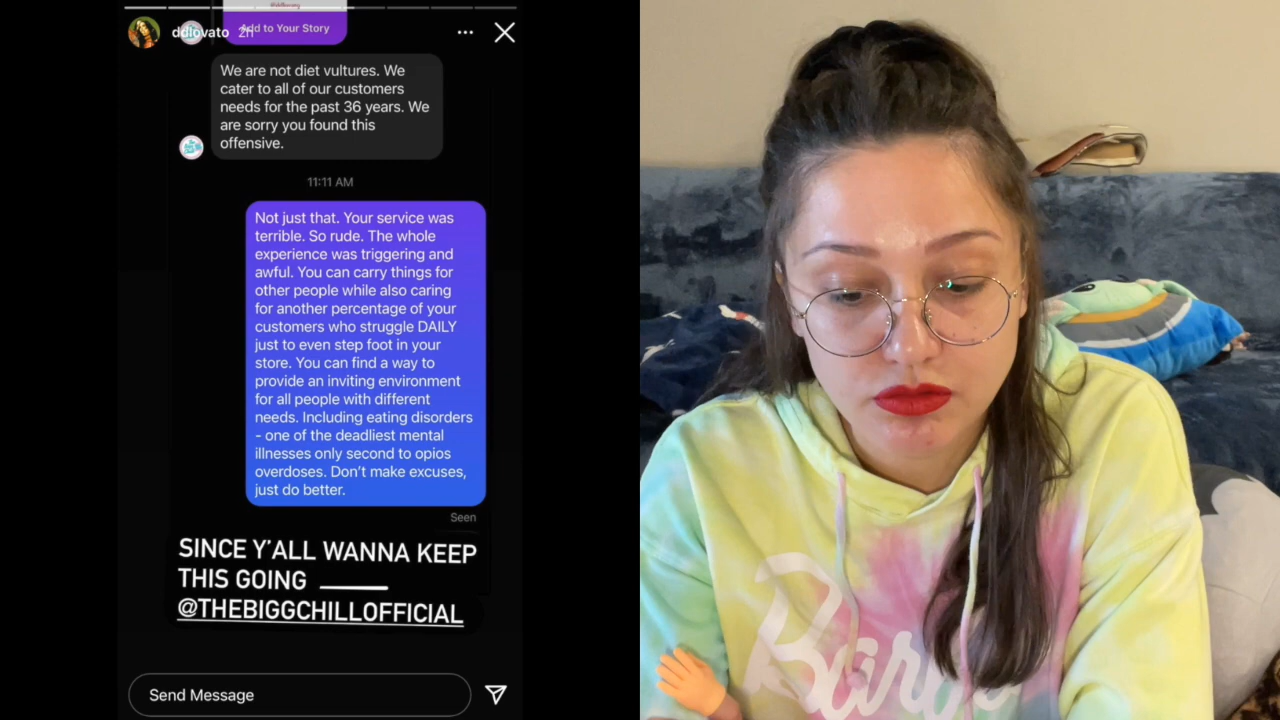 Add to Your Story
ddlovato 2h
We are not diet vultures. We
cater to all of our customers
needs for the past 36 years. We
are sorry you found this
offensive.
11:11 AM
Not just that. Your service was
terrible. So rude. The whole
experience was triggering and
awful. You can carry things for
other people while also caring
for another percentage of your
customers who struggle DAILY
just to even step foot in your
store. You can find a way to
provide an inviting environment
for all people with different
needs. Including eating disorders
- one of the deadliest mental
illnesses only second to opios
overdoses. Don’t make excuses,
just do better.
Seen
SINCE Y’ALL WANNA KEEP
THIS GOING
@THEBIGGCHILLOFFICIAL
Send Message